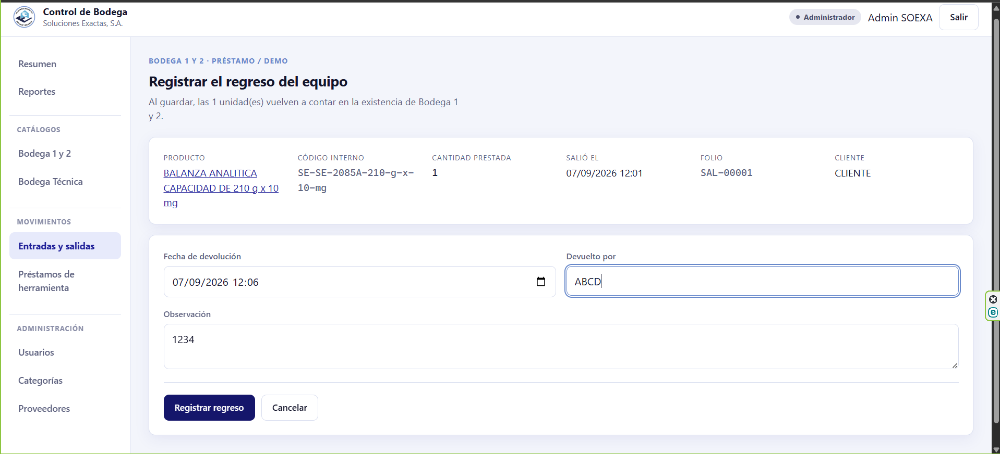 Control de Bodega
Soluciones Exactas, S.A.
Administrador
Admin SOEXA
Salir
Resumen
Reportes
CATÁLOGOS
Bodega 1 y 2
Bodega Técnica
MOVIMIENTOS
Entradas y salidas
Préstamos de
herramienta
ADMINISTRACIÓN
Usuarios
Categorías
Proveedores
BODEGA 1 Y 2 · PRÉSTAMO / DEMO
Registrar el regreso del equipo
Al guardar, las 1 unidad(es) vuelven a contar en la existencia de Bodega 1
y 2.
PRODUCTO
BALANZA ANALITICA
CAPACIDAD DE 210 g x 10
mg
CÓDIGO INTERNO
SE-SE-2085A-210-g-x-
10-mg
CANTIDAD PRESTADA
1
SALIÓ EL
07/09/2026 12:01
FOLIO
SAL-00001
CLIENTE
CLIENTE
Fecha de devolución
07/09/2026 12:06
Devuelto por
ABCD
Observación
1234
Registrar regreso
Cancelar